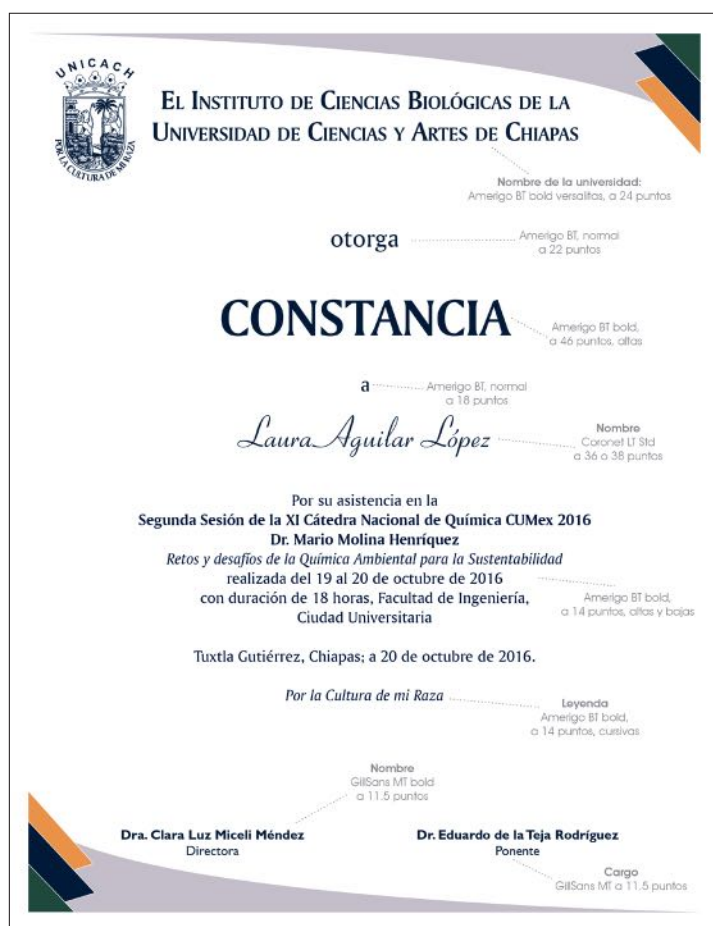 UNICACH
POR LA CULTURA DE MI RAZA
EL INSTITUTO DE CIENCIAS BIOLÓGICAS DE LA
UNIVERSIDAD DE CIENCIAS Y ARTES DE CHIAPAS
Nombre de la universidad:
Amerigo BT bold versalitas, a 24 puntos
otorga
Amerigo BT, normal
a 22 puntos
CONSTANCIA
Amerigo BT bold,
a 46 puntos, altas
a
Amerigo BT, normal
a 18 puntos
Laura Aguilar López
Nombre
Coronet LT Std
a 36 o 38 puntos
Por su asistencia en la
Segunda Sesión de la XI Cátedra Nacional de Química CUMex 2016
Dr. Mario Molina Henríquez
Retos y desafíos de la Química Ambiental para la Sustentabilidad
realizada del 19 al 20 de octubre de 2016
con duración de 18 horas, Facultad de Ingeniería,
Ciudad Universitaria
Amerigo BT bold,
a 14 puntos, altas y bajas
Tuxtla Gutiérrez, Chiapas; a 20 de octubre de 2016.
Por la Cultura de mi Raza
Leyenda
Amerigo BT bold,
a 14 puntos, cursivas
Nombre
GillSans MT bold
a 11.5 puntos
Dra. Clara Luz Miceli Méndez
Directora
Dr. Eduardo de la Teja Rodríguez
Ponente
Cargo
GillSans MT a 11.5 puntos